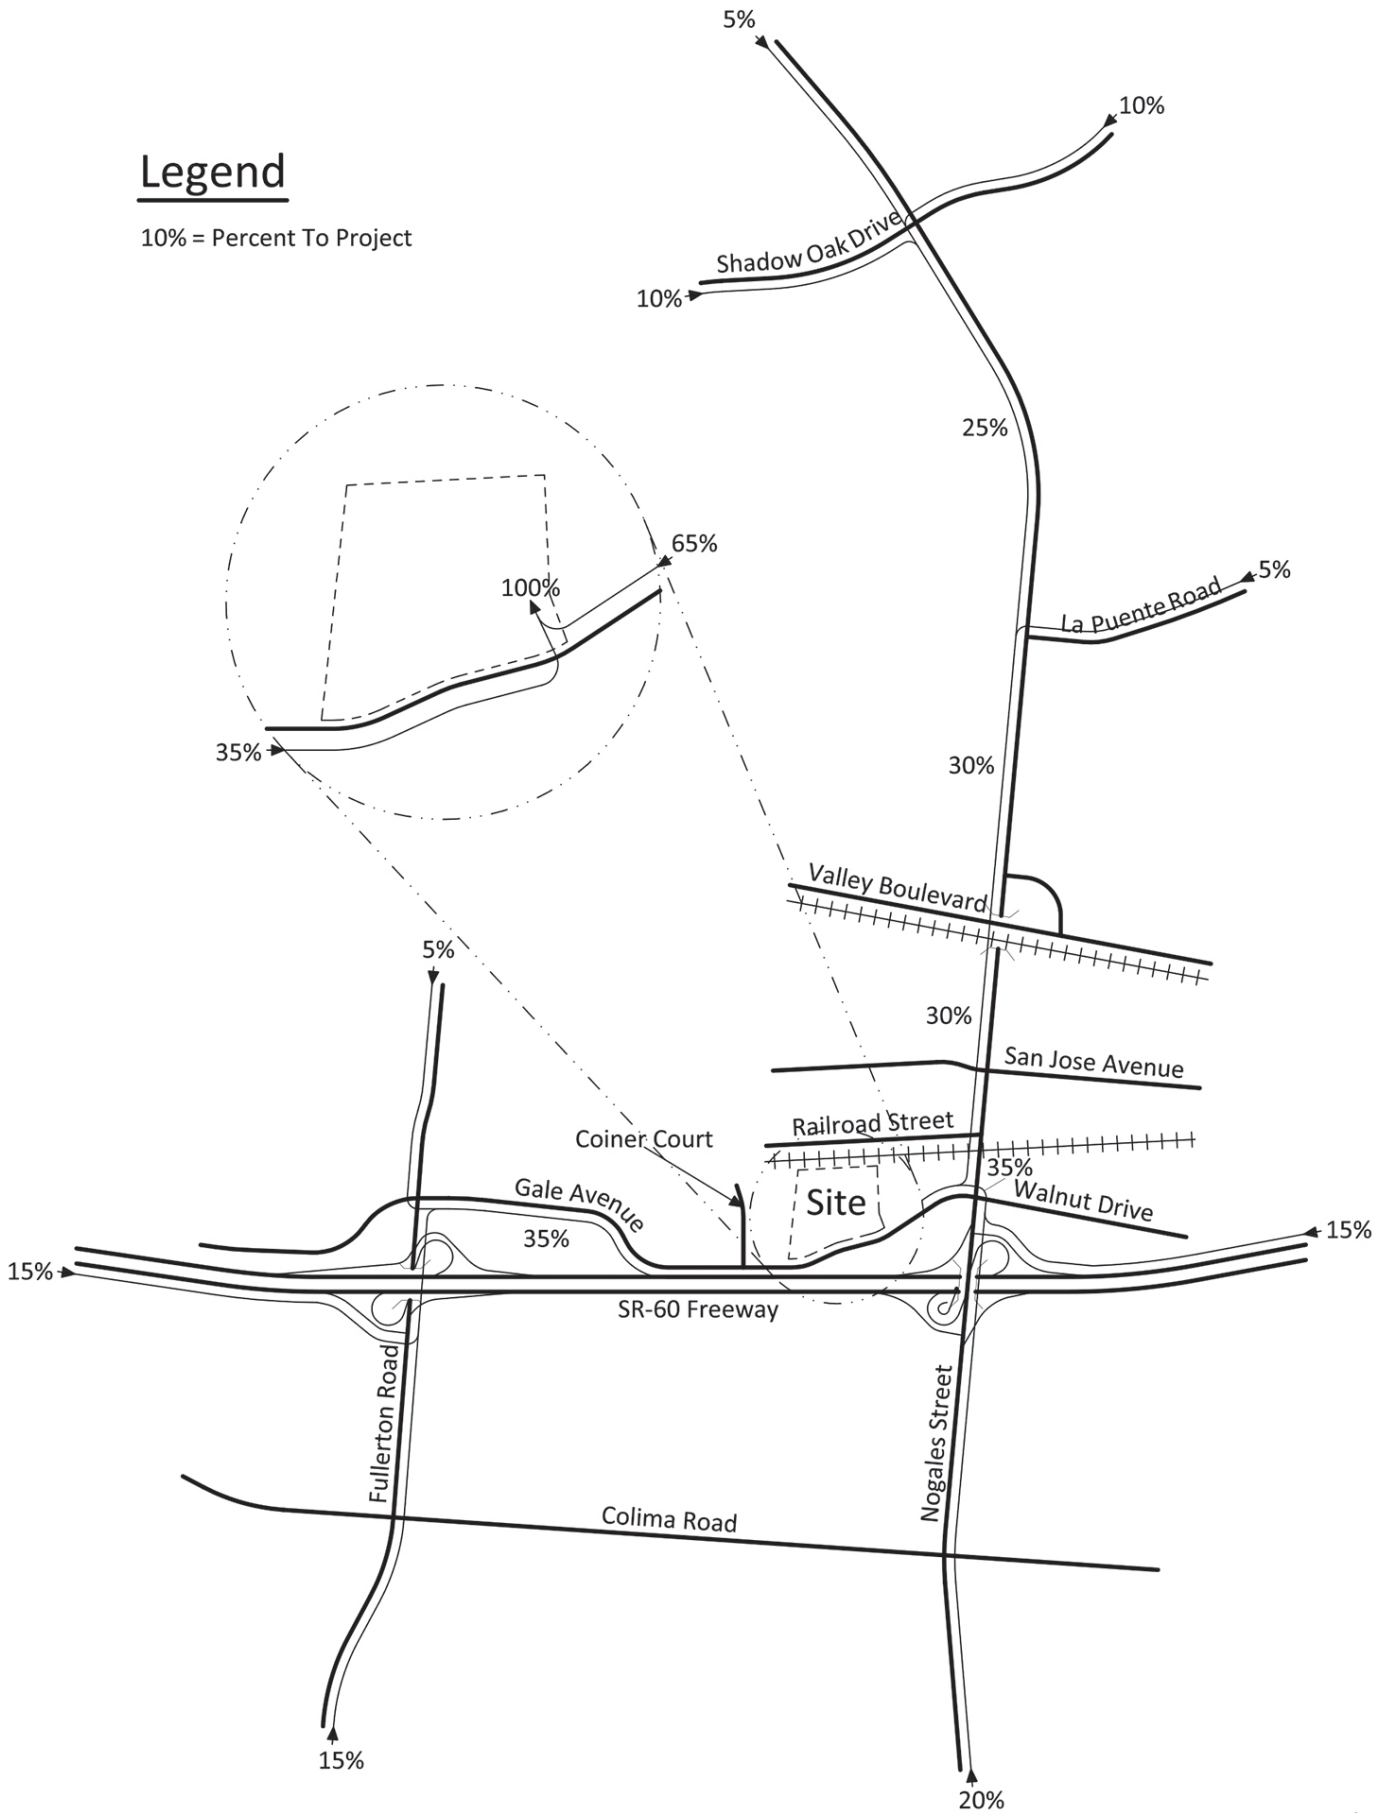 5%
10%
Legend
10% = Percent To Project
Shadow Oak Drive
10%
25%
65%
100%
5%
La Puente Road
35%
30%
Valley Boulevard
5%
30%
San Jose Avenue
Railroad Street
Coiner Court
35%
Walnut Drive
Gale Avenue
Site
35%
15%
15%
SR-60 Freeway
Fullerton Road
Nogales Street
Colima Road
15%
20%